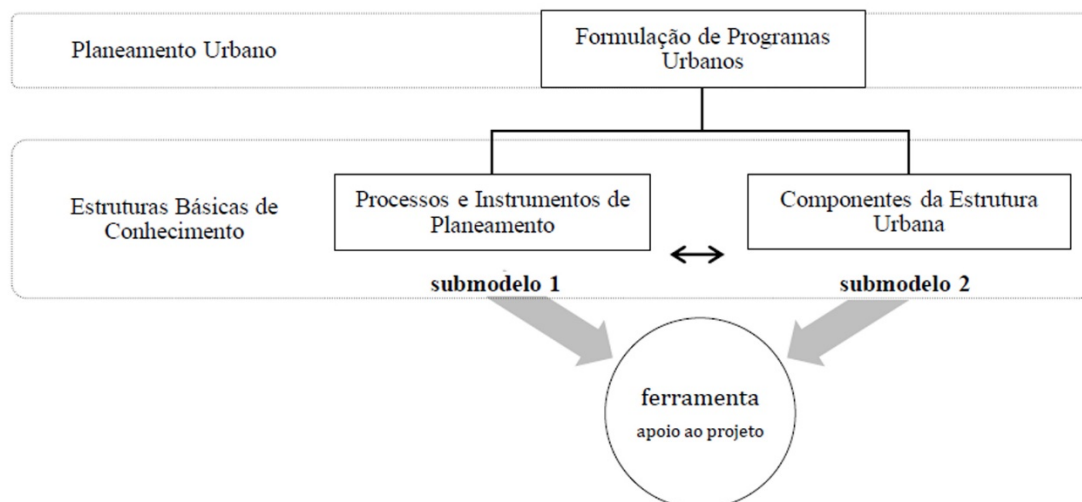 Planeamento Urbano
Formulação de Programas
Urbanos
Estruturas Básicas de
Conhecimento
Processos e Instrumentos de
Planeamento
Componentes da Estrutura
Urbana
submodelo 1
submodelo 2
ferramenta
apoio ao projeto